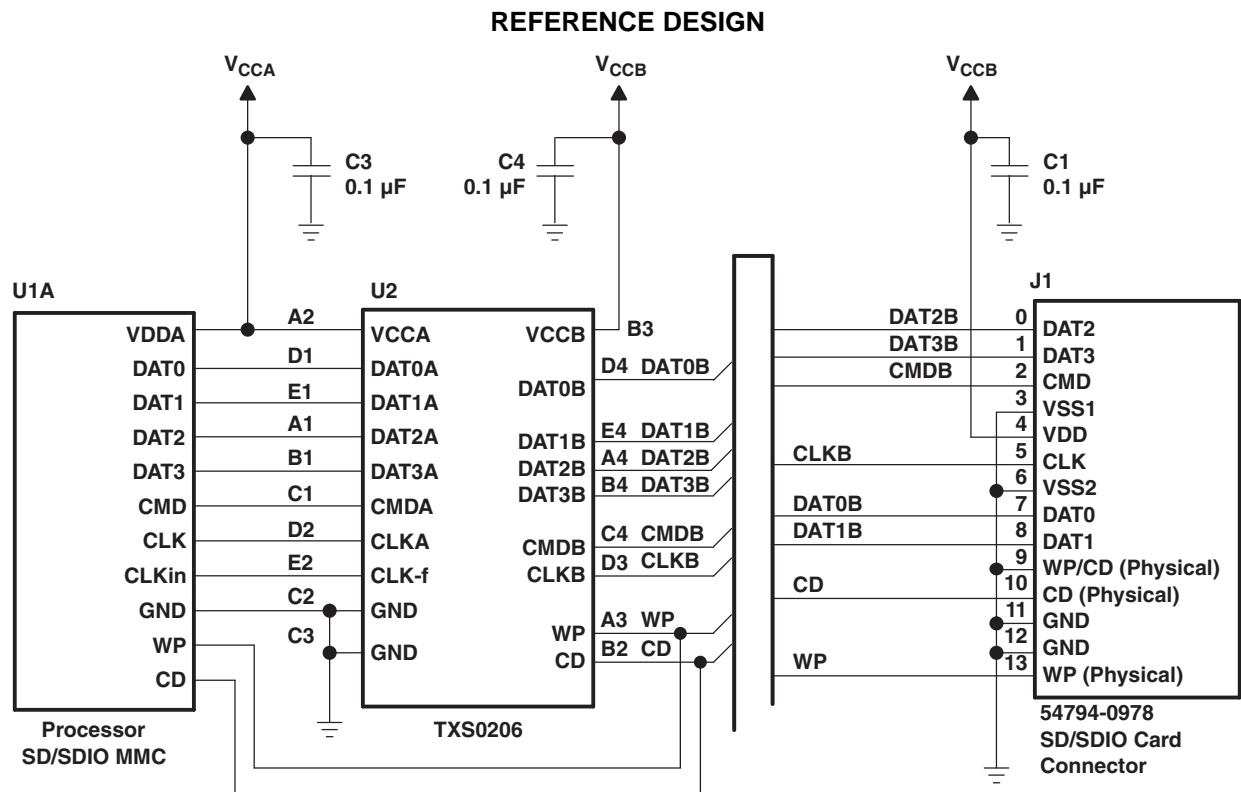 REFERENCE DESIGN
VCCA
VCCB
VCCB
C3
0.1 µF
C4
0.1 µF
C1
0.1 µF
U1A
VDDA
DAT0
DAT1
DAT2
DAT3
CMD
CLK
CLKin
GND
WP
CD
Processor
SD/SDIO MMC
A2
D1
E1
A1
B1
C1
D2
E2
C2
C3
U2
VCCA
DAT0A
DAT1A
DAT2A
DAT3A
CMDA
CLKA
CLK-f
GND
GND
VCCB
DAT0B
DAT1B
DAT2B
DAT3B
CMDB
CLKB
WP
CD
TXS0206
B3
D4 DAT0B
E4 DAT1B
A4 DAT2B
B4 DAT3B
C4 CMDB
D3 CLKB
A3 WP
B2 CD
DAT2B
DAT3B
CMDB
CLKB
DAT0B
DAT1B
CD
WP
J1
0 DAT2
1 DAT3
2 CMD
3 VSS1
4 VDD
5 CLK
6 VSS2
7 DAT0
8 DAT1
9 WP/CD (Physical)
10 CD (Physical)
11 GND
12 GND
13 WP (Physical)
54794-0978
SD/SDIO Card
Connector